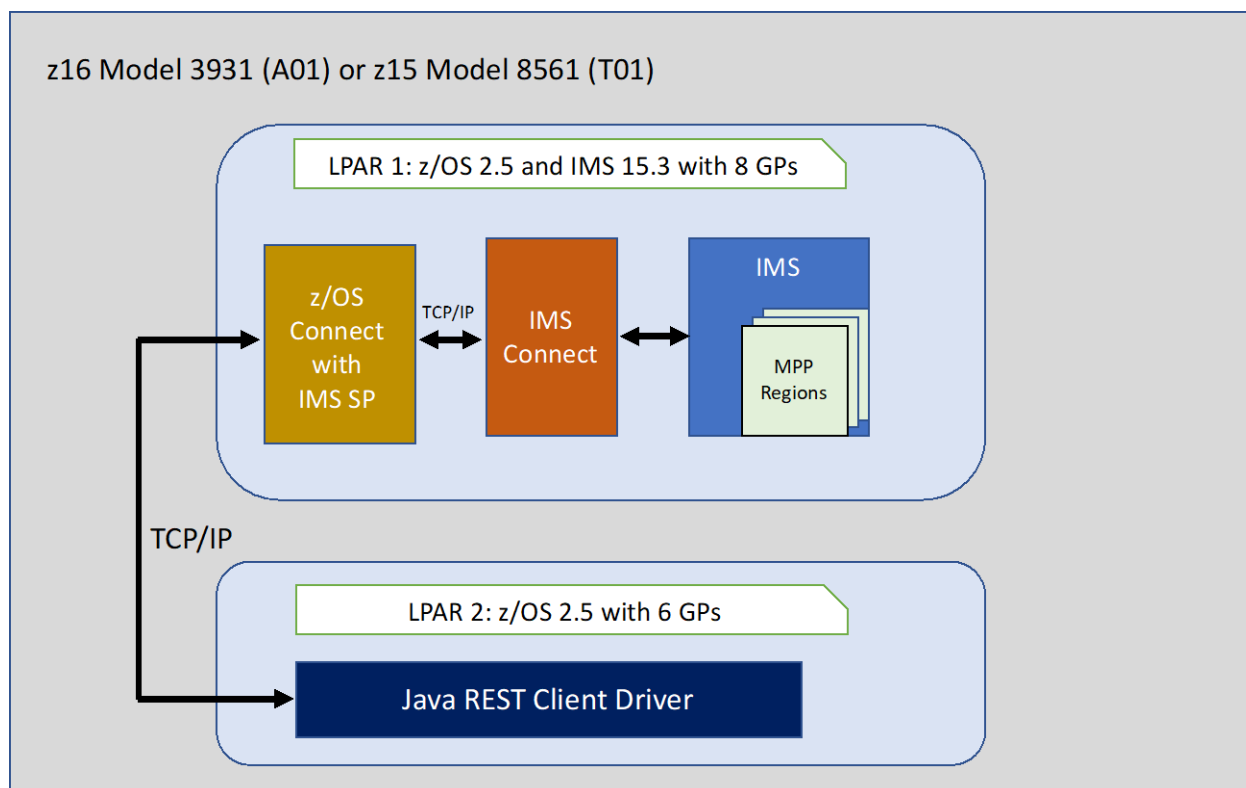 z16 Model 3931 (A01) or z15 Model 8561 (T01)
LPAR 1: z/OS 2.5 and IMS 15.3 with 8 GPs
z/OS
Connect
with
IMS SP
TCP/IP
IMS
Connect
IMS
MPP
Regions
TCP/IP
LPAR 2: z/OS 2.5 with 6 GPs
Java REST Client Driver